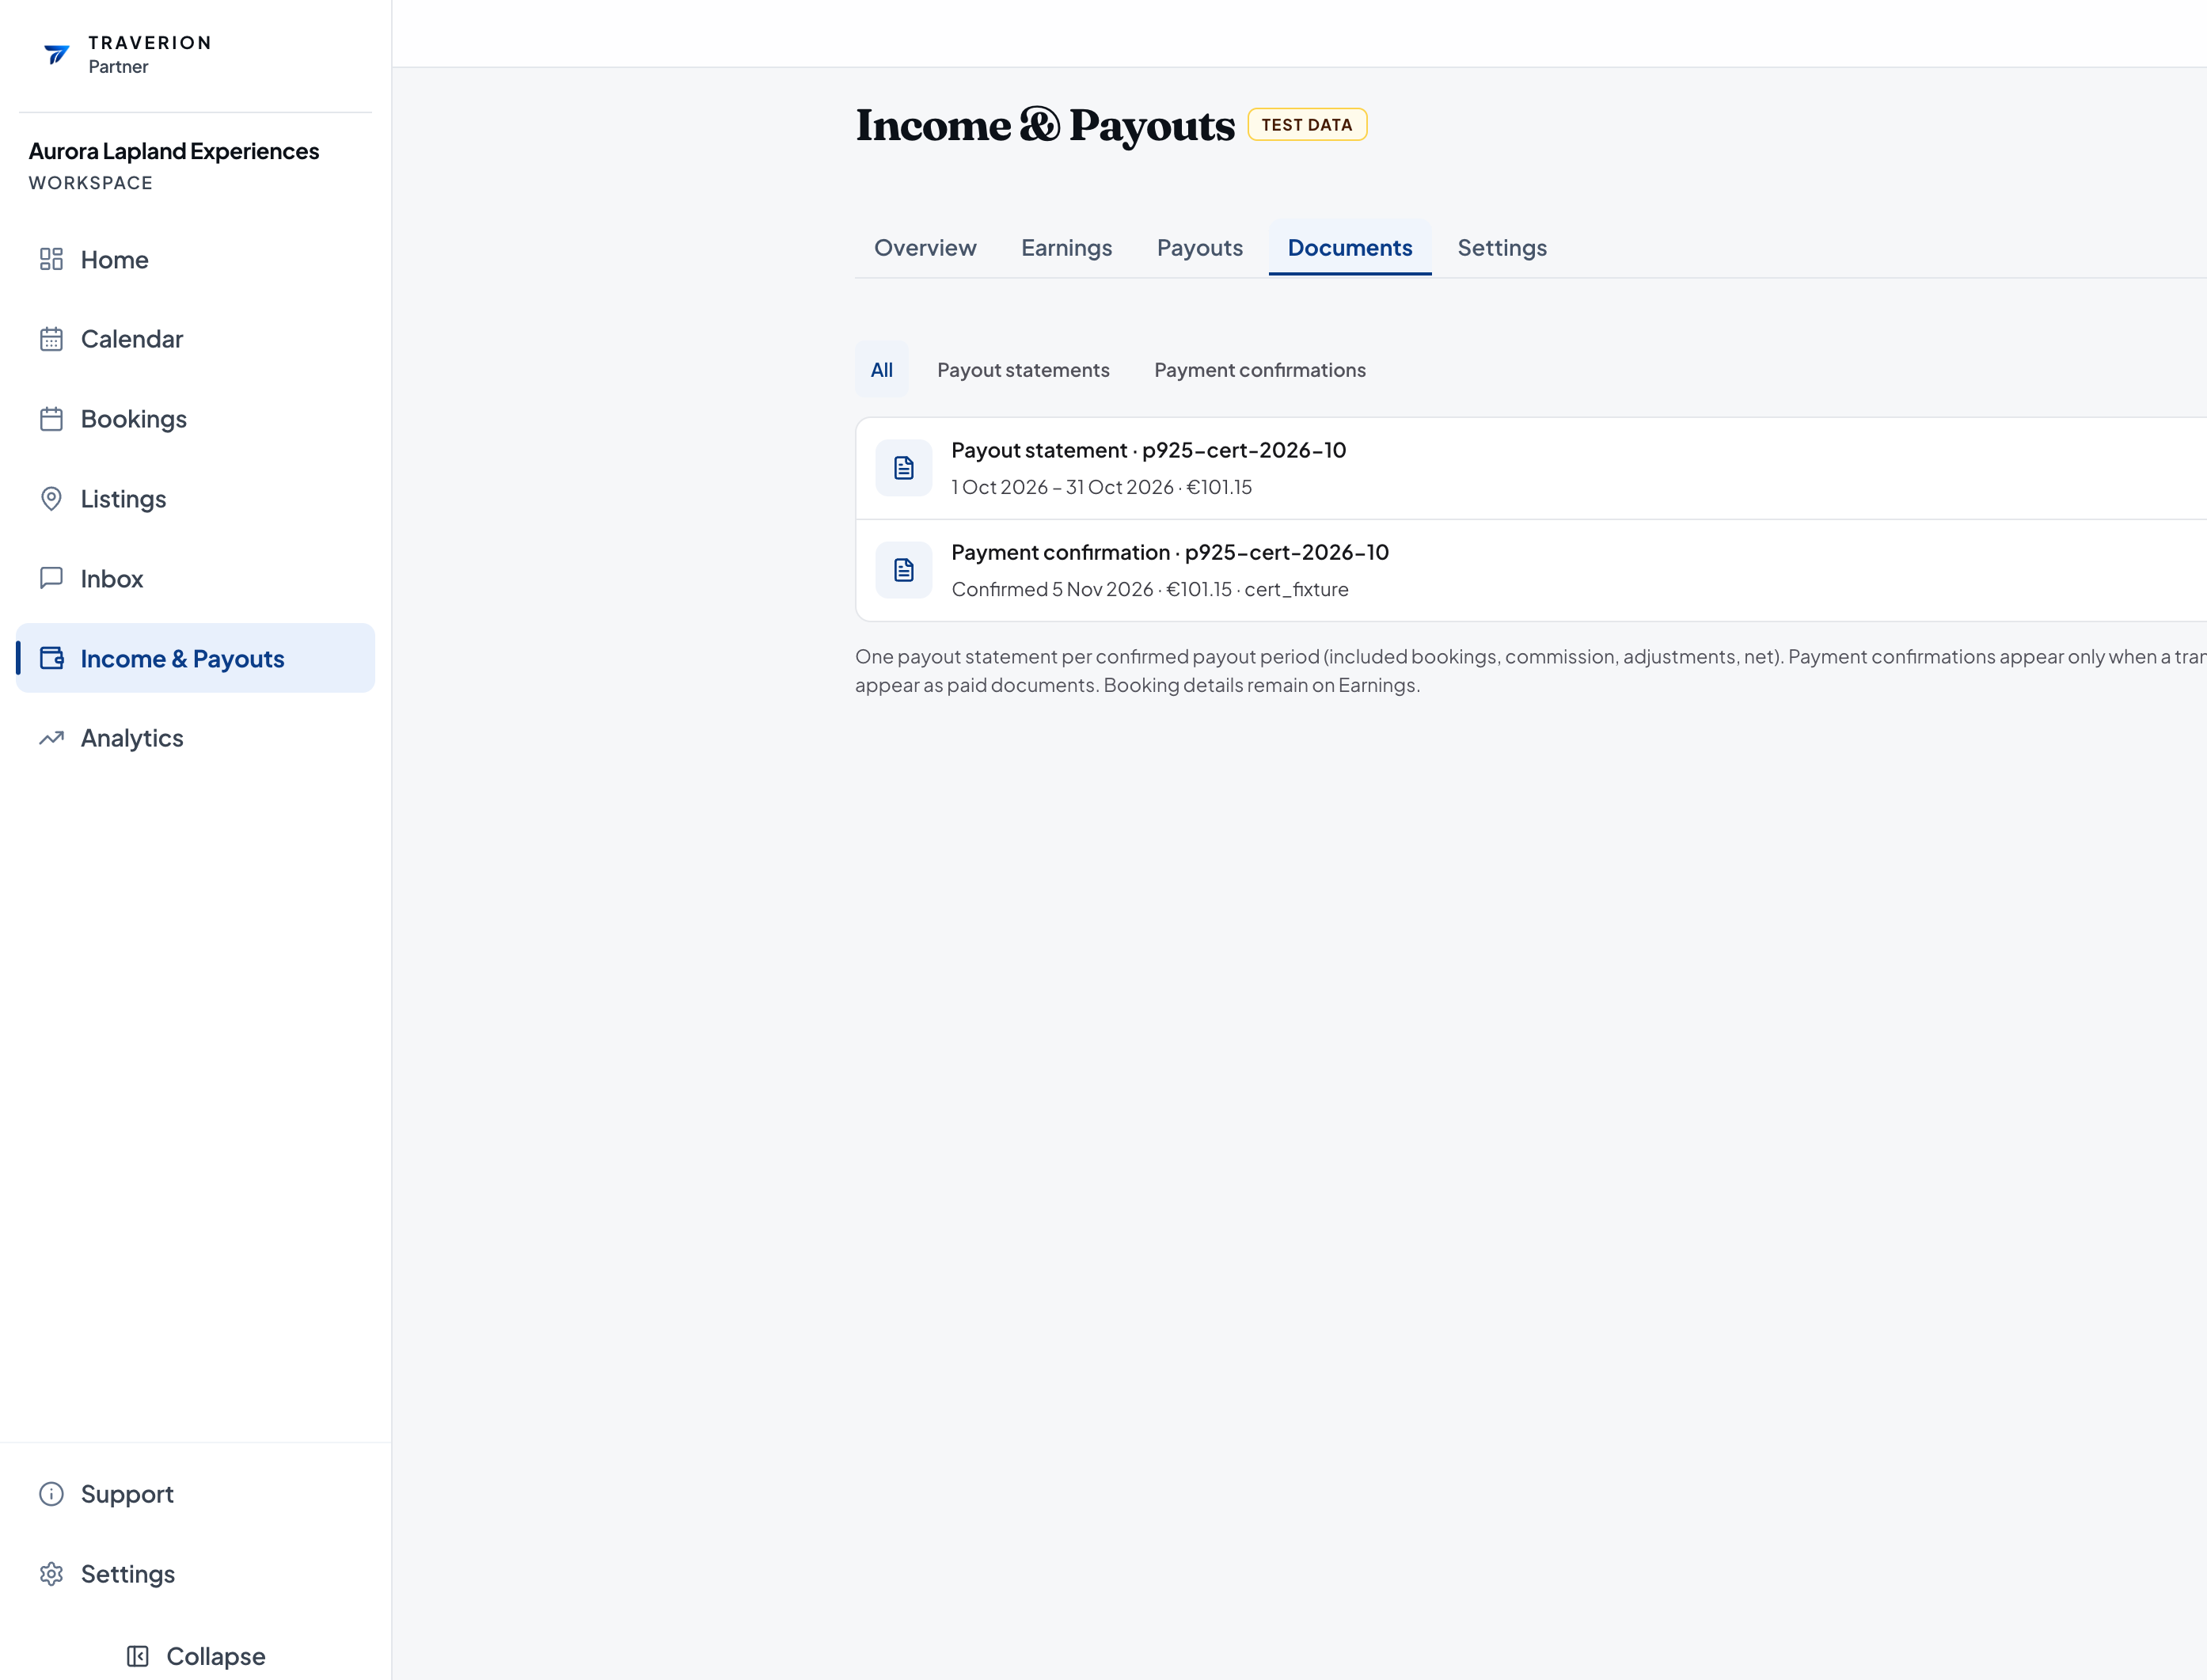 TRAVERION
Partner
Aurora Lapland Experiences
WORKSPACE
Home
Calendar
Bookings
Listings
Inbox
Income & Payouts
Analytics
Support
Settings
Collapse
Income & Payouts TEST DATA
Overview Earnings Payouts Documents Settings
All Payout statements Payment confirmations
Payout statement · p925-cert-2026-10
1 Oct 2026 – 31 Oct 2026 · €101.15
Payment confirmation · p925-cert-2026-10
Confirmed 5 Nov 2026 · €101.15 · cert_fixture
One payout statement per confirmed payout period (included bookings, commission, adjustments, net). Payment confirmations appear only when a
appear as paid documents. Booking details remain on Earnings.